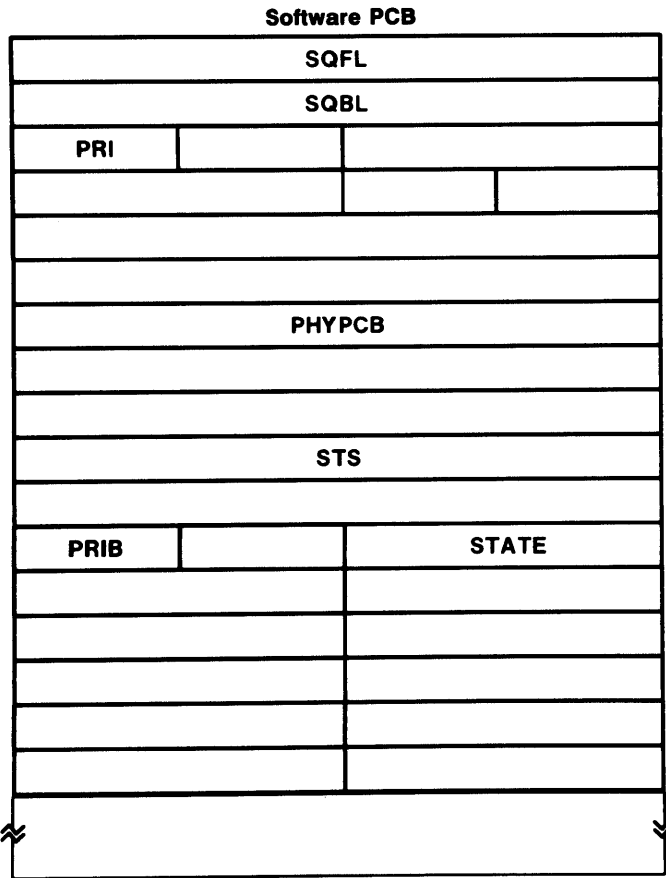 Software PCB
SQFL
SQBL
PRI
PHYPCB
STS
PRIB STATE